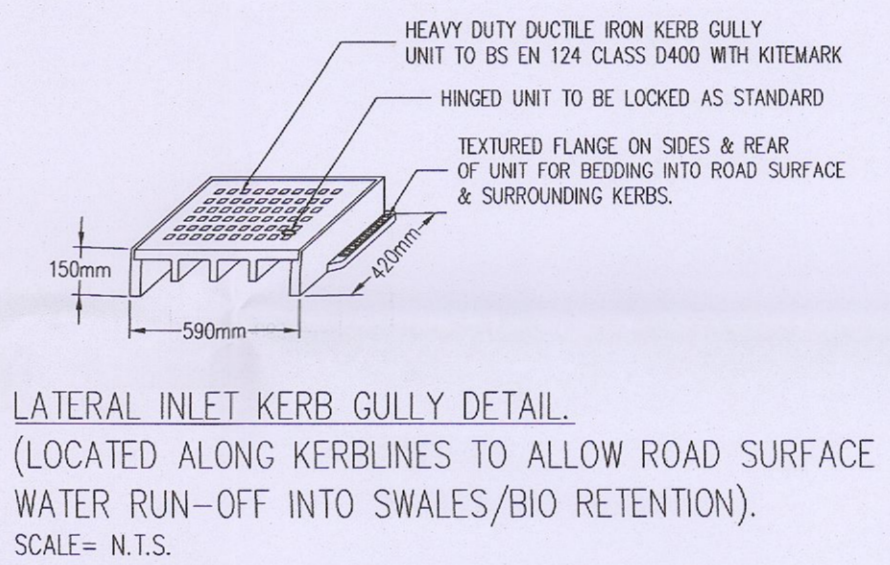 HEAVY DUTY DUCTILE IRON KERB GULLY
UNIT TO BS EN 124 CLASS D400 WITH KITEMARK
HINGED UNIT TO BE LOCKED AS STANDARD
TEXTURED FLANGE ON SIDES & REAR
OF UNIT FOR BEDDING INTO ROAD SURFACE
& SURROUNDING KERBS.
150mm
420mm
590mm
LATERAL INLET KERB GULLY DETAIL.
(LOCATED ALONG KERBLINES TO ALLOW ROAD SURFACE
WATER RUN-OFF INTO SWALES/BIO RETENTION).
SCALE= N.T.S.